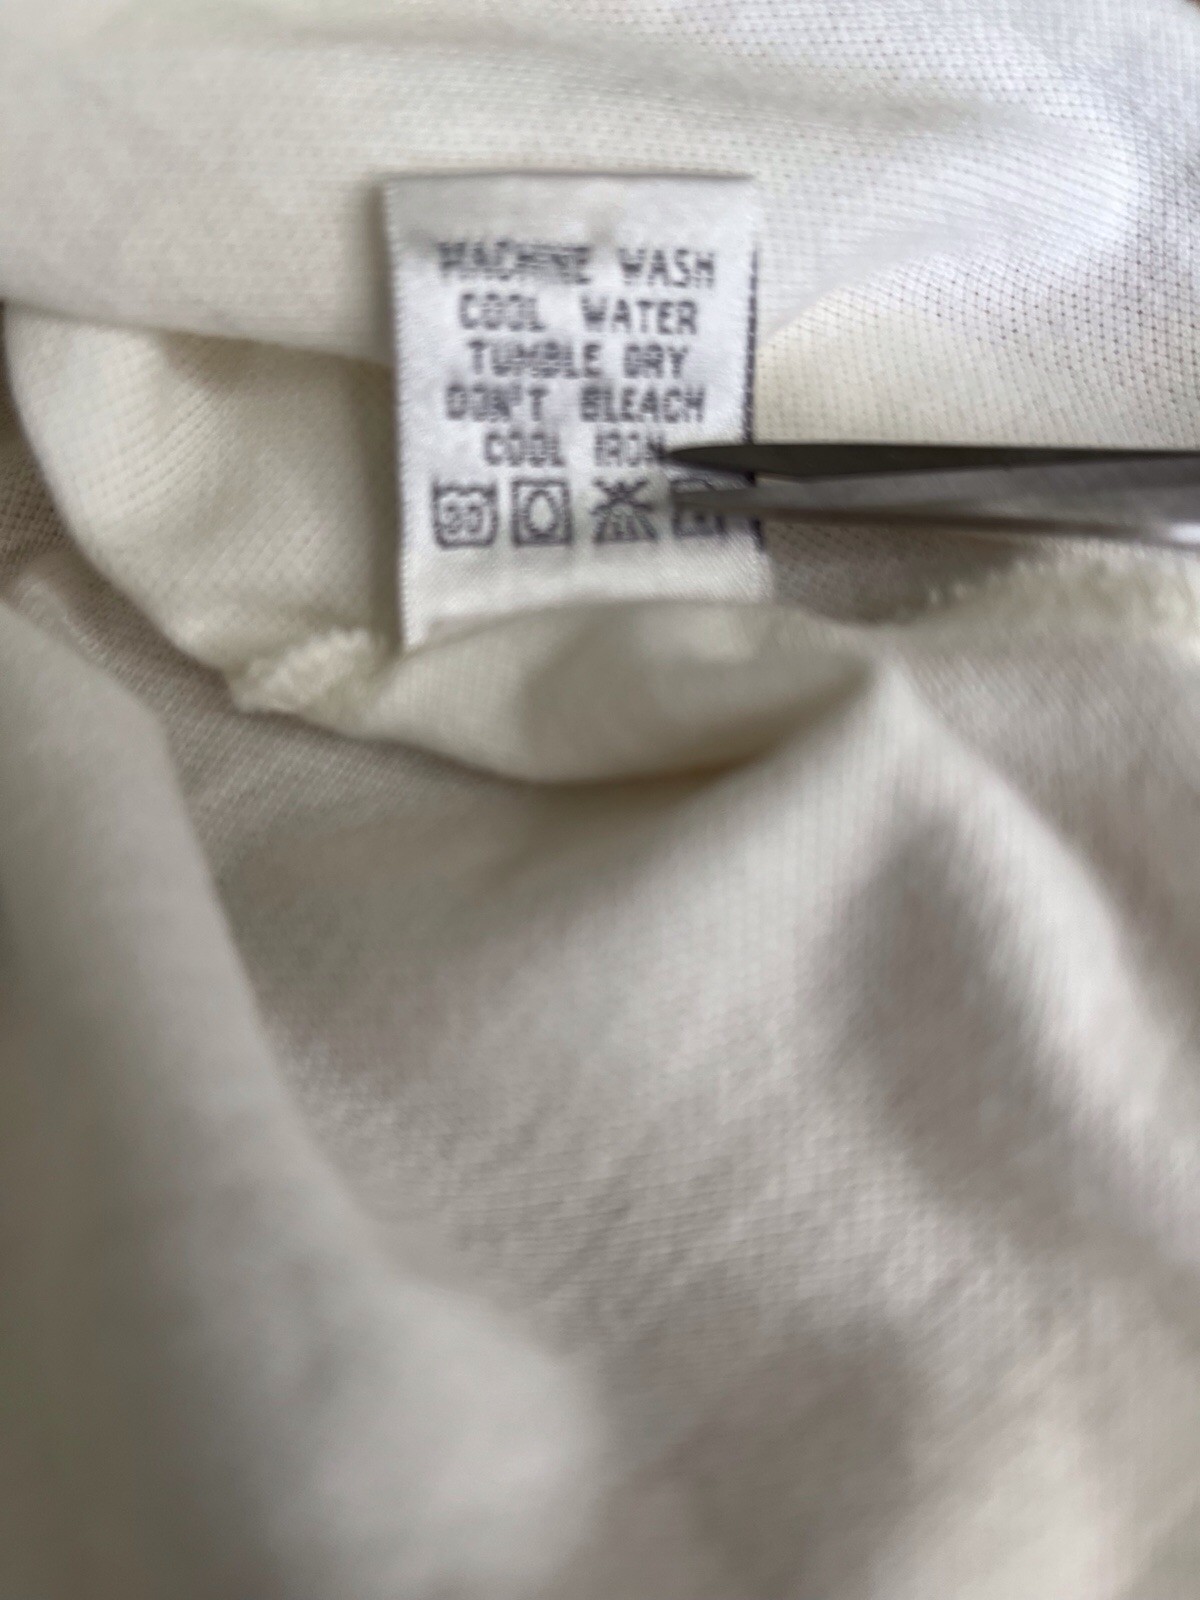 MACHINE WASH
COOL WATER
TUMBLE DRY
DON'T BLEACH
COOL IRON